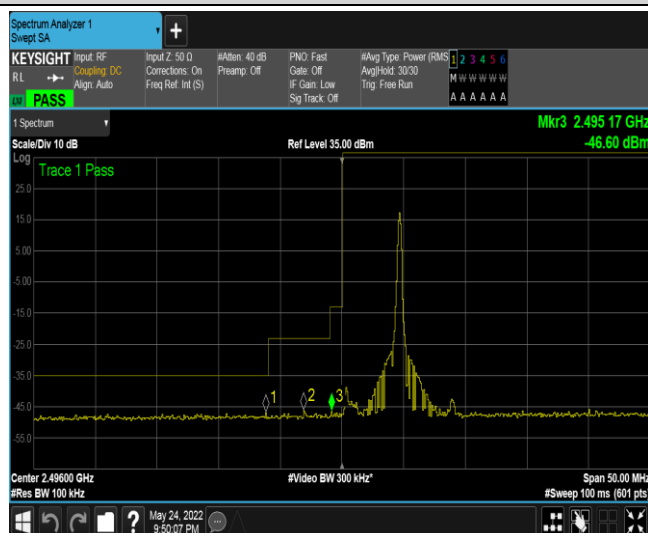 Spectrum Analyzer 1
Swept SA
KEYSIGHT
RL
LXI
PASS
Input: RF
Coupling: DC
Align: Auto
Input Z: 50 Ω
Corrections: On
Freq Ref: Int (S)
#Atten: 40 dB
Preamp: Off
PNO: Fast
Gate: Off
IF Gain: Low
Sig Track: Off
#Avg Type: Power (RMS
Avg|Hold: 30/30
Trig: Free Run
1 2 3 4 5 6
M W W W W W
A A A A A A
1 Spectrum
Scale/Div 10 dB
Ref Level 35.00 dBm
Mkr3 2.495 17 GHz
-46.60 dBm
Log
Trace 1 Pass
25.0
15.0
5.00
-5.00
-15.0
-25.0
-35.0
-45.0
-55.0
1
2
3
Center 2.49600 GHz
#Res BW 100 kHz
#Video BW 300 kHz*
Span 50.00 MHz
#Sweep 100 ms (601 pts)
?
May 24, 2022
9:50:07 PM